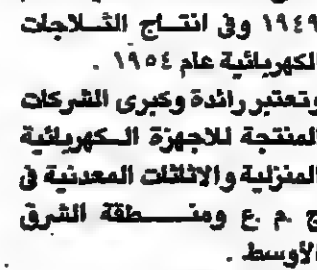 ١٩٤٩ وفى انتاج الثلاجات
الكهربائية عام ١٩٥٤ .
وتعتبر رائدة وكبرى الشركات
المنتجة للاجهزة الكهربائية
المنزلية والاثاثات المعدنية فى
ج .م .ع ومنطقة الشرق
الأوسط .